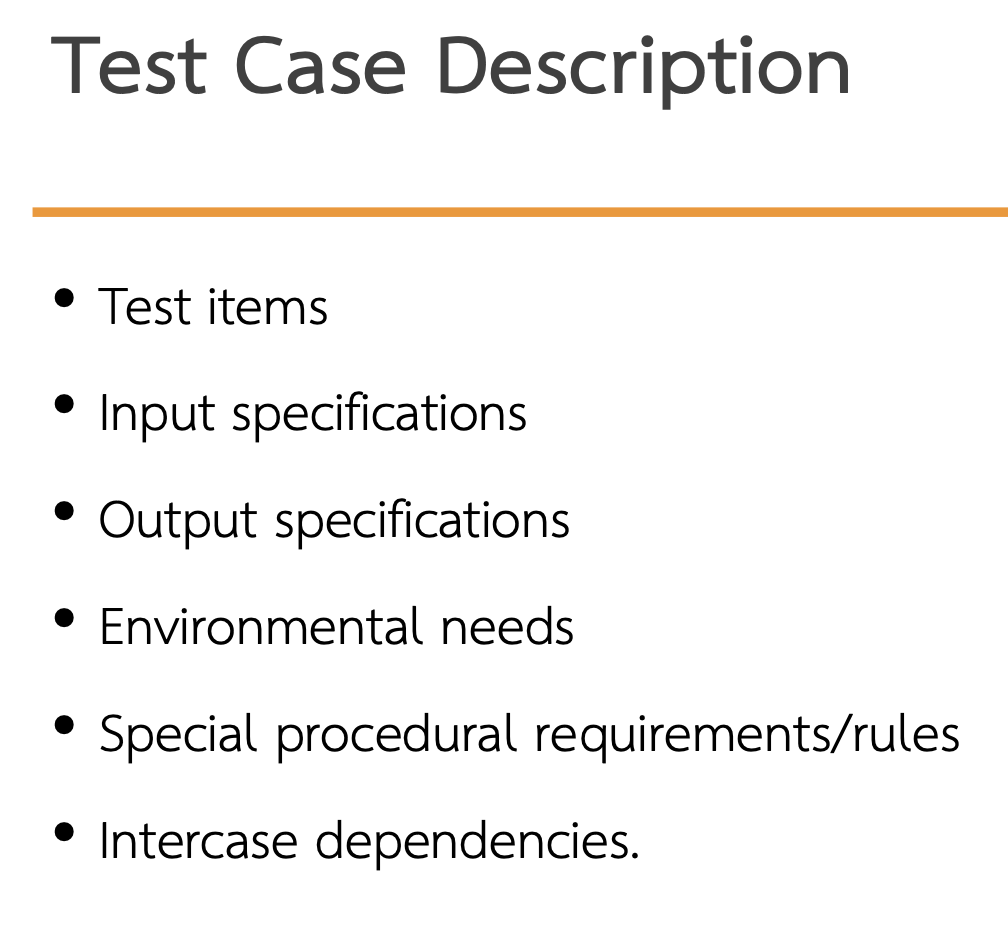 Test Case Description
• Test items
• Input specifications
• Output specifications
• Environmental needs
• Special procedural requirements/rules
• Intercase dependencies.